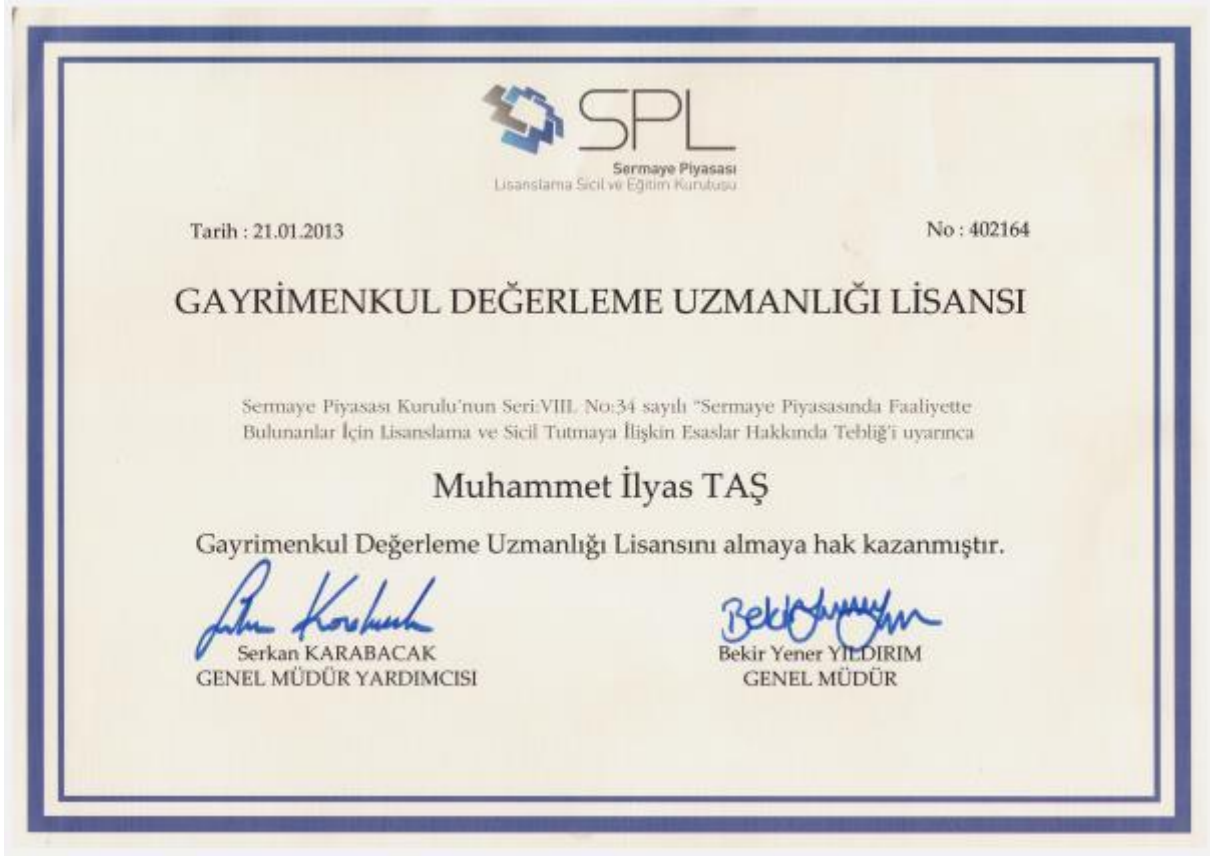 SPL
Sermaye Piyasası
Lisanslama Sicil ve Eğitim Kurulusu
Tarih : 21.01.2013
No : 402164
GAYRİMENKUL DEĞERLEME UZMANLIĞI LİSANSI
Sermaye Piyasası Kurulu'nun Seri:VIII. No:34 sayılı "Sermaye Piyasasında Faaliyette
Bulunanlar İçin Lisanslama ve Sicil Tutmaya İlişkin Esaslar Hakkında Tebliğ'i uyarınca
Muhammet İlyas TAŞ
Gayrimenkul Değerleme Uzmanlığı Lisansını almaya hak kazanmıştır.
Serkan KARABACAK
GENEL MÜDÜR YARDIMCISI
Bekir Yener YILDIRIM
GENEL MÜDÜR